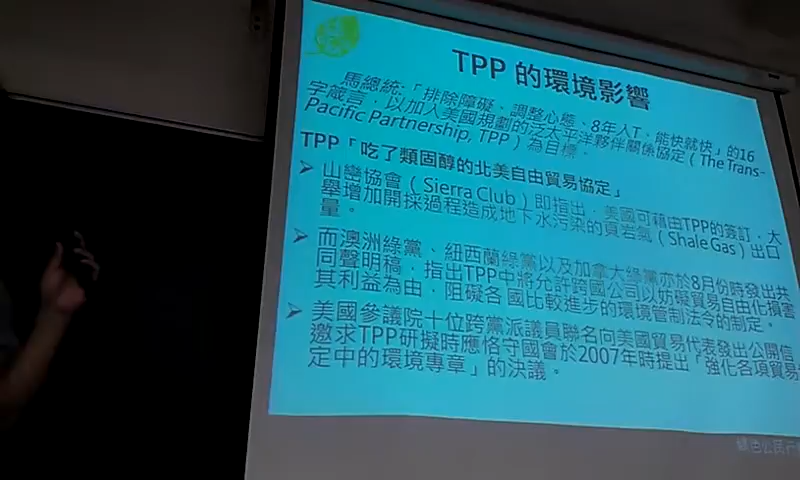 TPP 的環境影響
馬總統:「排除障礙、調整心態、8年入T,能快就快」的16
字箴言,以加入美國規劃的泛太平洋夥伴關係協定(The Trans-
Pacific Partnership, TPP)為目標。
TPP「吃了類固醇的北美自由貿易協定」
➢ 山巒協會(Sierra Club)即指出,美國可藉由TPP的簽訂,大
舉增加開採過程造成地下水污染的頁岩氣(Shale Gas)出口
量。
➢ 而澳洲綠黨、紐西蘭綠黨以及加拿大綠黨亦於8月份時發出共
同聲明稿,指出TPP中將允許跨國公司以妨礙貿易自由化損害
其利益為由,阻礙各國比較進步的環境管制法令的制定。
➢ 美國參議院十位跨黨派議員聯名向美國貿易代表發出公開信
邀求TPP研擬時應恪守國會於2007年時提出「強化各項貿易
定中的環境專章」的決議。
綠色公民行